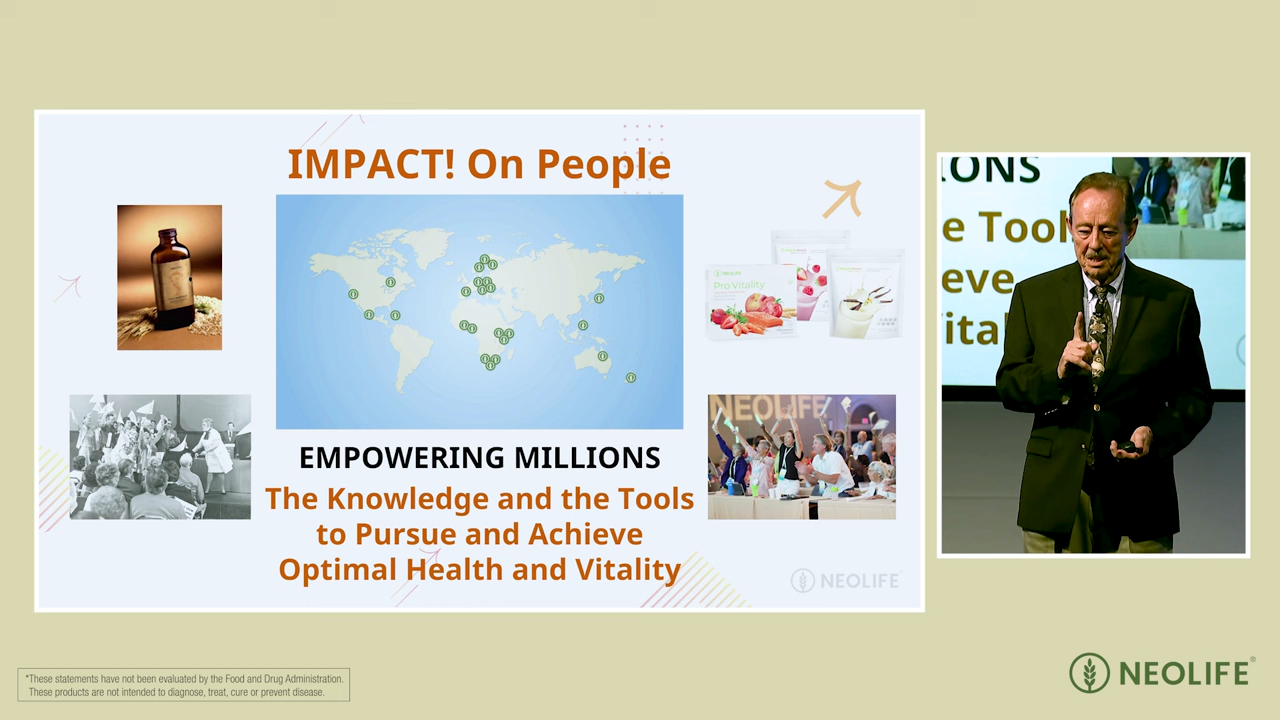 IMPACT! On People
NEOLIFE
Pro Vitality
NEOLIFE
EMPOWERING MILLIONS
The Knowledge and the Tools
to Pursue and Achieve
Optimal Health and Vitality
NEOLIFE
IONS
e Tool
eve
ita
*These statements have not been evaluated by the Food and Drug Administration.
These products are not intended to diagnose, treat, cure or prevent disease.
NEOLIFE®